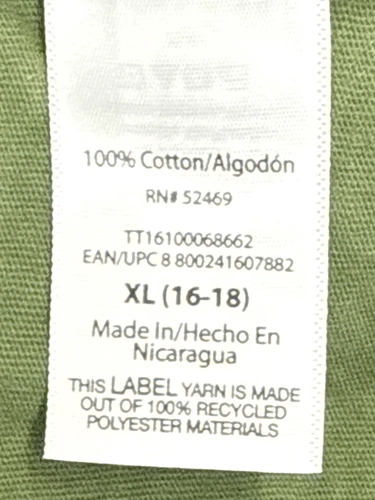 100% Cotton/Algodón
RN# 52469
TT16100068662
EAN/UPC 8 800241607882
XL (16-18)
Made In/Hecho En
Nicaragua
THIS LABEL YARN IS MADE
OUT OF 100% RECYCLED
POLYESTER MATERIALS